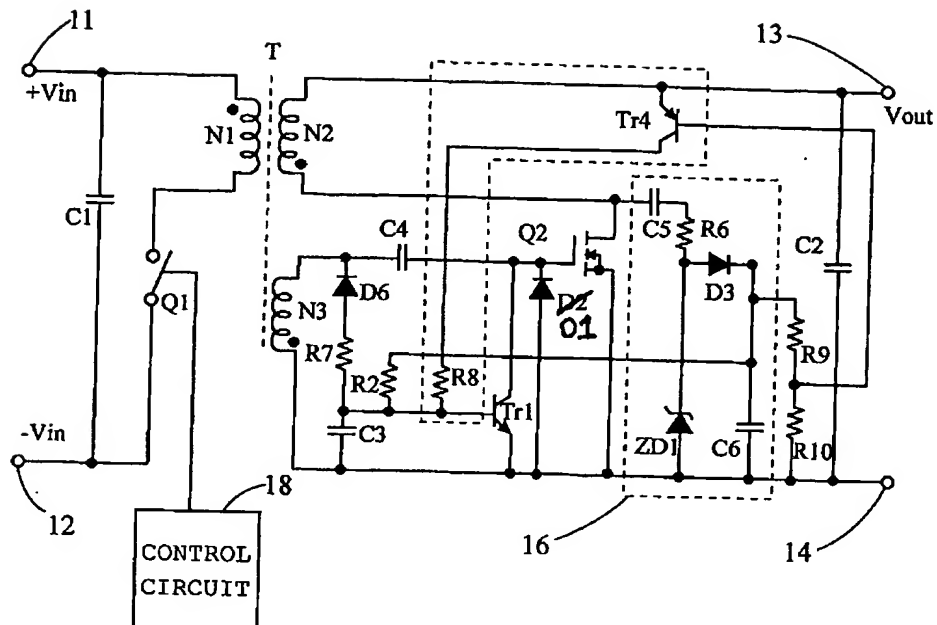 11
13
T
+Vin
Vout
Tr4
N1
N2
C1
C4
Q2
C5
R6
C2
D6
D2
D3
Q1
N3
01
R7
R9
R2
R8
Tr1
-Vin
C3
ZD1
C6
R10
18
12
16
14
CONTROL
CIRCUIT